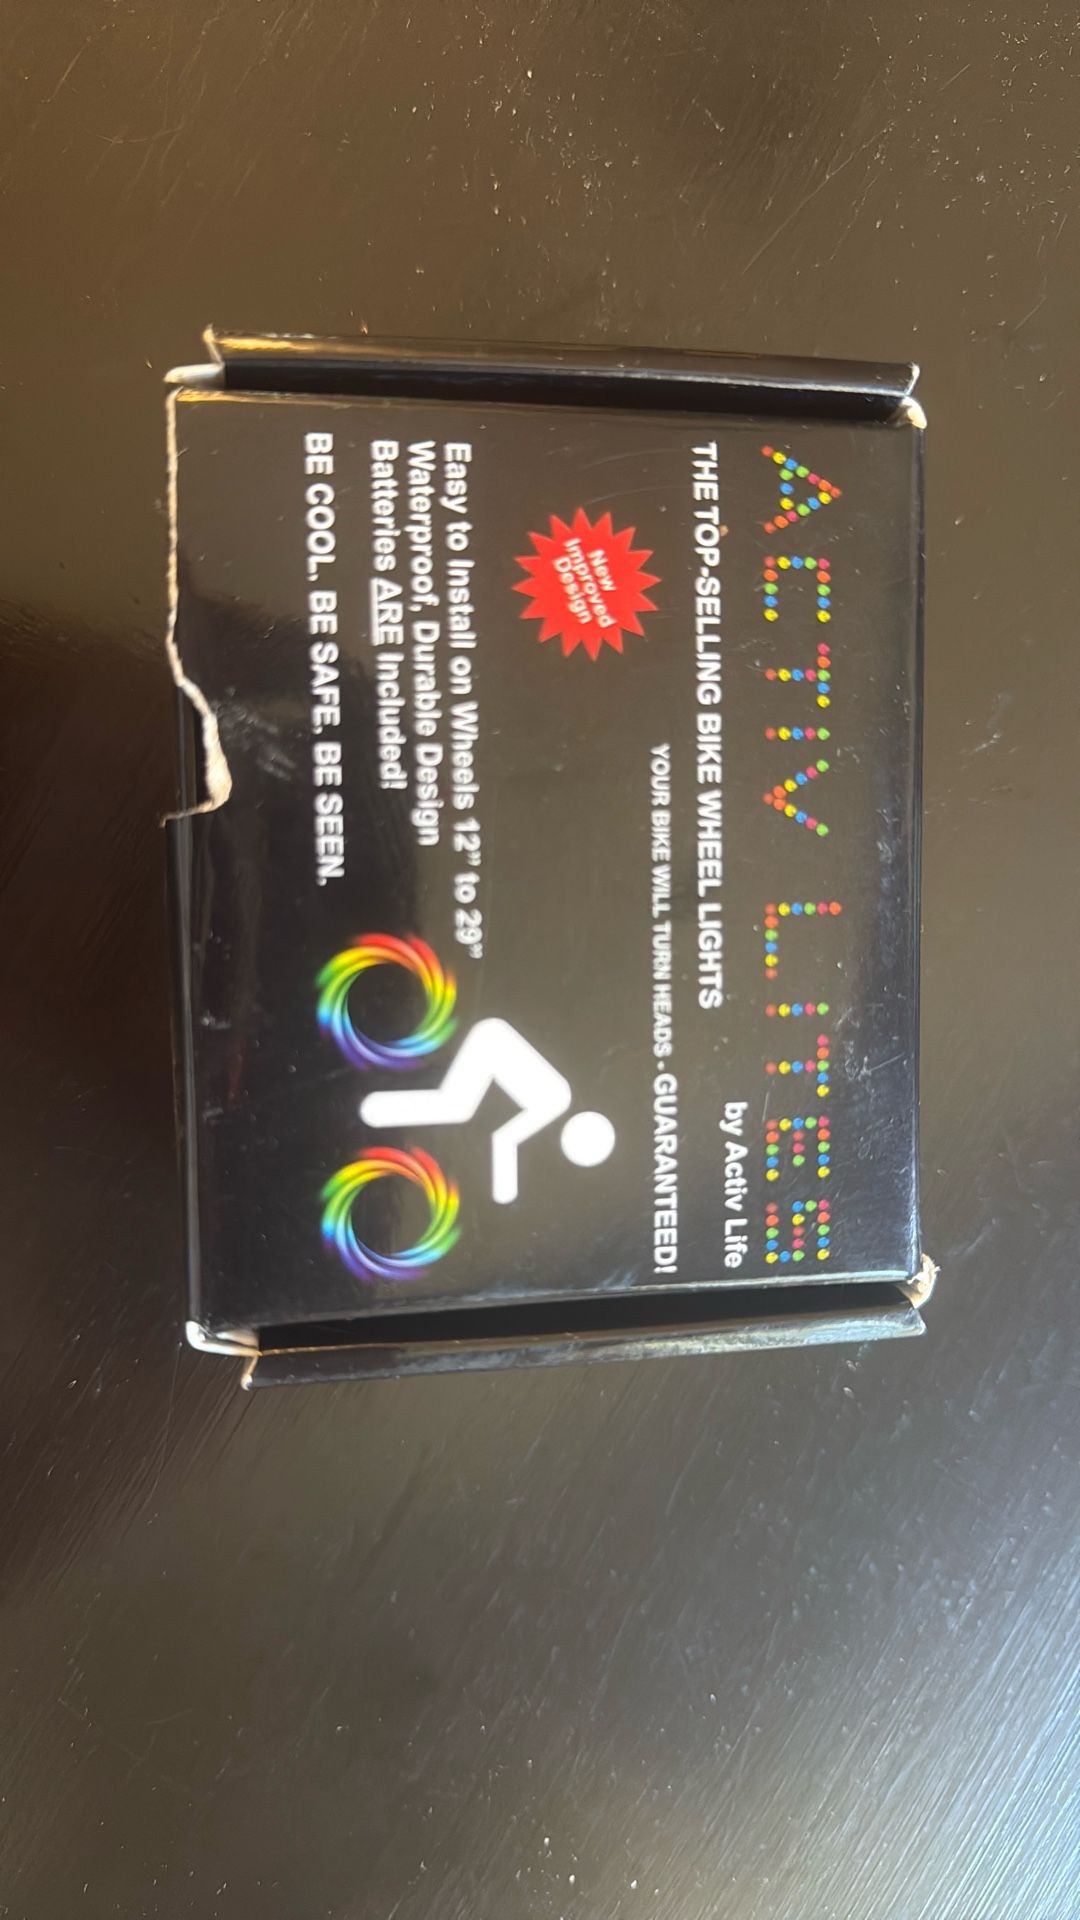 ACTIV LITES
by Activ Life
THE TOP-SELLING BIKE WHEEL LIGHTS
YOUR BIKE WILL TURN HEADS - GUARANTEED!
New
Improved
Design
Easy to Install on Wheels 12” to 29”
Waterproof, Durable Design
Batteries ARE Included!
BE COOL, BE SAFE, BE SEEN.